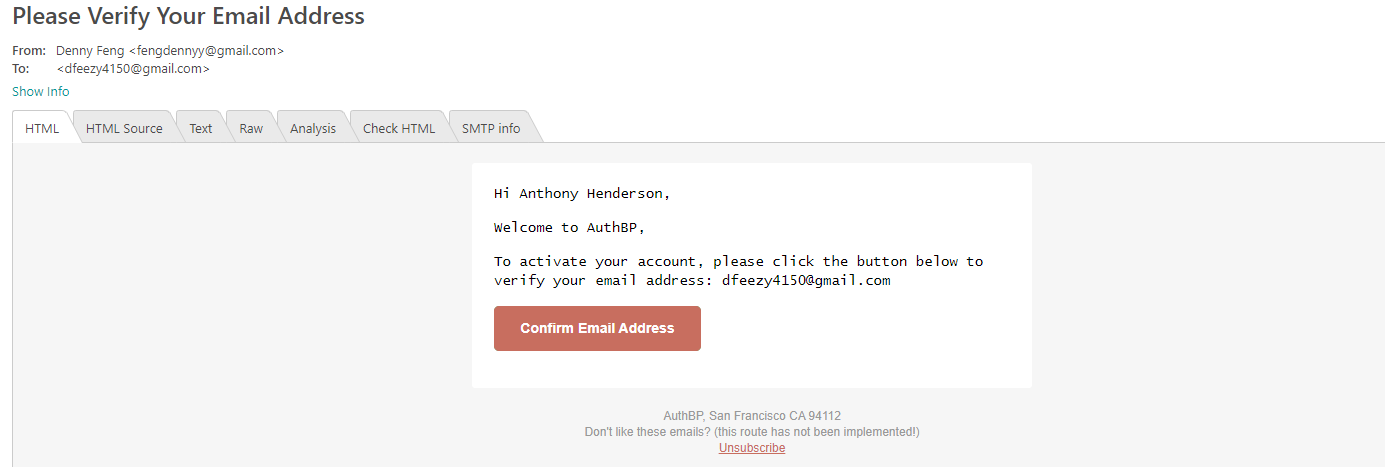 Please Verify Your Email Address
From: Denny Feng <fengdennyy@gmail.com>
To: <dfeezy4150@gmail.com>
Show Info
HTML HTML Source Text Raw Analysis Check HTML SMTP info
Hi Anthony Henderson,
Welcome to AuthBP,
To activate your account, please click the button below to
verify your email address: dfeezy4150@gmail.com
Confirm Email Address
AuthBP, San Francisco CA 94112
Don't like these emails? (this route has not been implemented!)
Unsubscribe